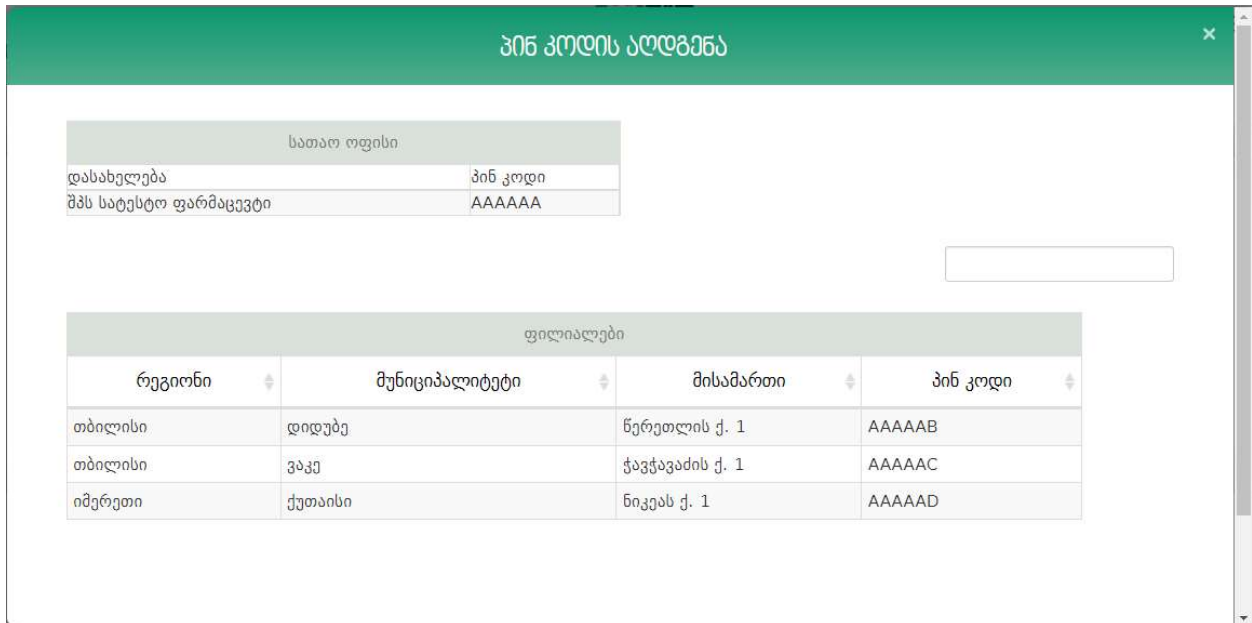 პინ კოდის აღდგენა ×
სათაო ოფისი
დასახელება პინ კოდი
შპს სატესტო ფარმაცევტი AAAAAA
ფილიალები
რეგიონი მუნიციპალიტეტი მისამართი პინ კოდი
თბილისი დიდუბე წერეთლის ქ. 1 AAAAAB
თბილისი ვაკე ჭავჭავაძის ქ. 1 AAAAAC
იმერეთი ქუთაისი ნიკეას ქ. 1 AAAAAD